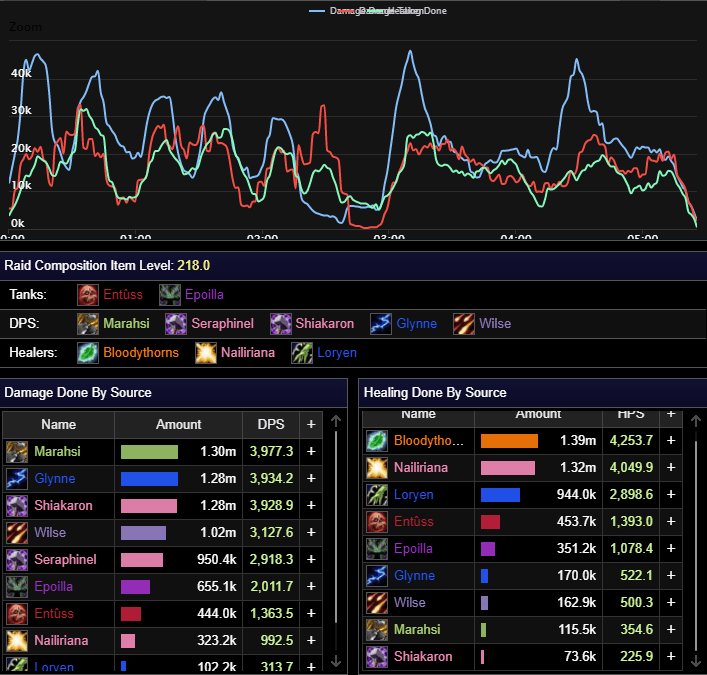 Damage Done Damage Taken Healing Done
Zoom
40k
30k
20k
10k
0k
0:00 01:00 02:00 03:00 04:00 05:00
Raid Composition Item Level: 218.0
Tanks: Entûss Epoilla
DPS: Marahsi Seraphinel Shiakaron Glynne Wilse
Healers: Bloodythorns Nailiriana Loryen
Damage Done By Source
Name Amount DPS +
Marahsi 1.30m 3,977.3 +
Glynne 1.28m 3,934.2 +
Shiakaron 1.28m 3,928.9 +
Wilse 1.02m 3,127.6 +
Seraphinel 950.4k 2,918.3 +
Epoilla 655.1k 2,011.7 +
Entûss 444.0k 1,363.5 +
Nailiriana 323.2k 992.5 +
Loryen 102.2k 313.7 +
Healing Done By Source
Name Amount HPS +
Bloodytho... 1.39m 4,253.7 +
Nailiriana 1.32m 4,049.9 +
Loryen 944.0k 2,898.6 +
Entûss 453.7k 1,393.0 +
Epoilla 351.2k 1,078.4 +
Glynne 170.0k 522.1 +
Wilse 162.9k 500.3 +
Marahsi 115.5k 354.6 +
Shiakaron 73.6k 225.9 +